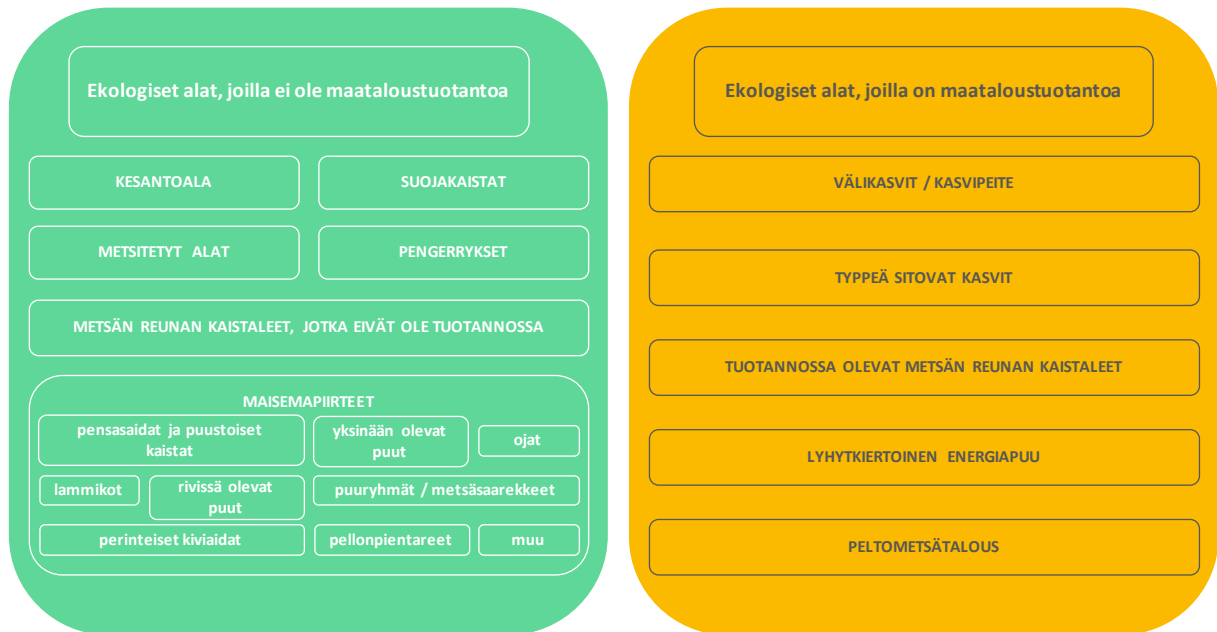 Ekologiset alat, joilla ei ole maataloustuotantoa
KESANTOALA
SUOJAKAISTAT
METSITETYT ALAT
PENGERRYKSET
METSÄN REUNAN KAISTALEET, JOTKA EIVÄT OLE TUOTANNOSSA
MAISEMAPIIRTEET
pensasaidat ja puustoiset
kaistat
yksinään olevat
puut
ojat
lammikot
rivissä olevat
puut
puuryhmät / metsäsaarekkeet
perinteiset kiviaidat
pellonpientareet
muu
Ekologiset alat, joilla on maataloustuotantoa
VÄLIKASVIT / KASVIPEITE
TYPPEÄ SITOVAT KASVIT
TUOTANNOSSA OLEVAT METSÄN REUNAN KAISTALEET
LYHYTKIERTOINEN ENERGIAPUU
PELTOMETSÄTALOUS